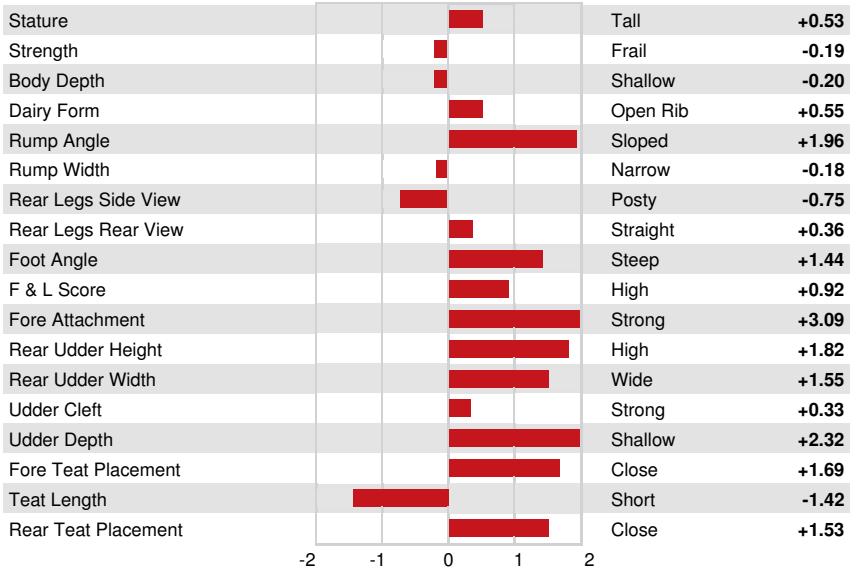 Stature Tall +0.53
Strength Frail -0.19
Body Depth Shallow -0.20
Dairy Form Open Rib +0.55
Rump Angle Sloped +1.96
Rump Width Narrow -0.18
Rear Legs Side View Posty -0.75
Rear Legs Rear View Straight +0.36
Foot Angle Steep +1.44
F & L Score High +0.92
Fore Attachment Strong +3.09
Rear Udder Height High +1.82
Rear Udder Width Wide +1.55
Udder Cleft Strong +0.33
Udder Depth Shallow +2.32
Fore Teat Placement Close +1.69
Teat Length Short -1.42
Rear Teat Placement Close +1.53
-2 -1 0 1 2